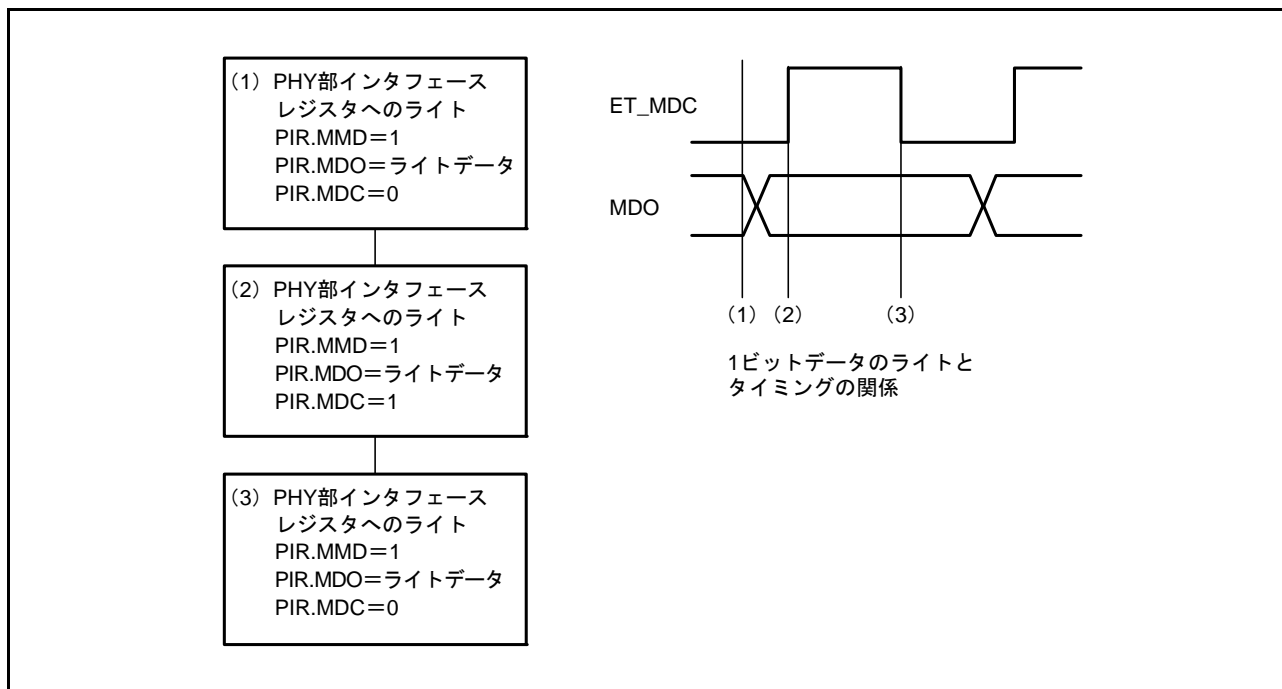 (1) PHY部インタフェース
レジスタへのライト
PIR.MMD＝1
PIR.MDO＝ライトデータ
PIR.MDC＝0
(2) PHY部インタフェース
レジスタへのライト
PIR.MMD＝1
PIR.MDO＝ライトデータ
PIR.MDC＝1
(3) PHY部インタフェース
レジスタへのライト
PIR.MMD＝1
PIR.MDO＝ライトデータ
PIR.MDC＝0
ET_MDC
MDO
(1) (2) (3)
1ビットデータのライトと
タイミングの関係